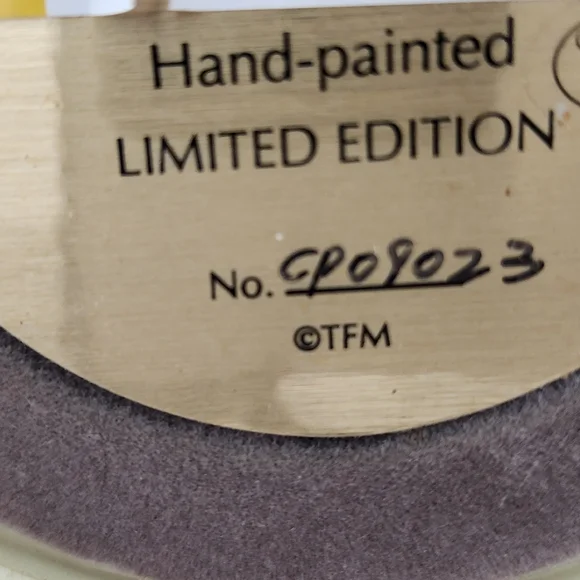 Hand-painted
LIMITED EDITION
No. CP09023
©TFM